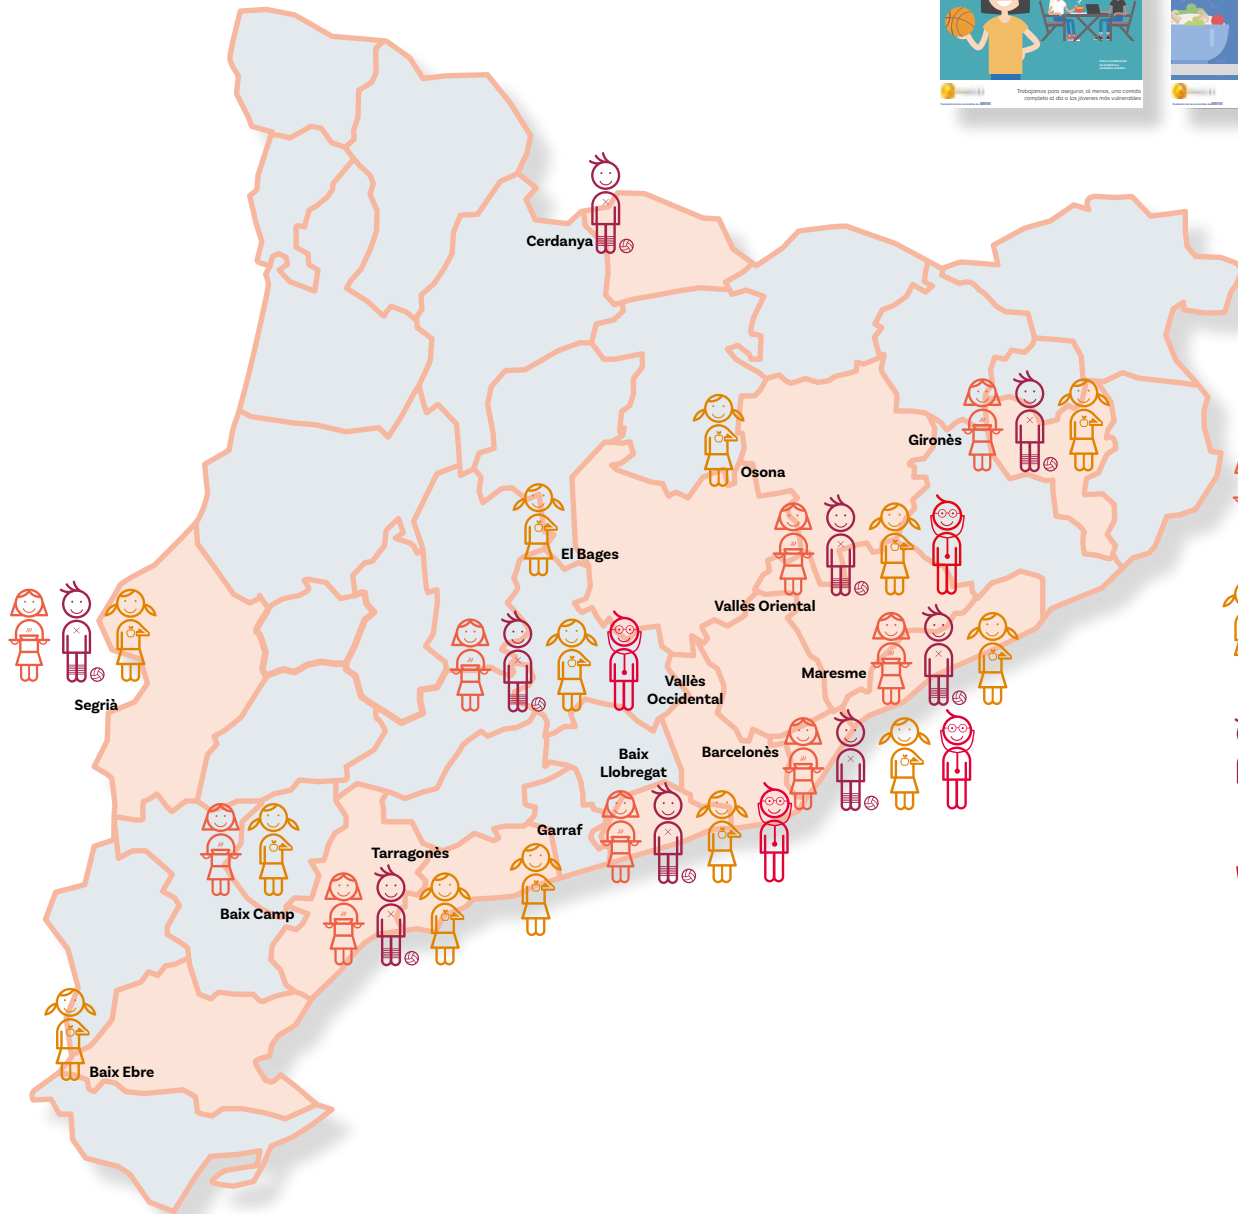 Trabajamos para asegurar, al menos, una comida
completa al día a los jóvenes más vulnerables
Cerdanya
Gironès
Osona
El Bages
Vallès Oriental
Maresme
Vallès
Occidental
Segrià
Barcelonès
Baix
Llobregat
Garraf
Tarragonès
Baix Camp
Baix Ebre